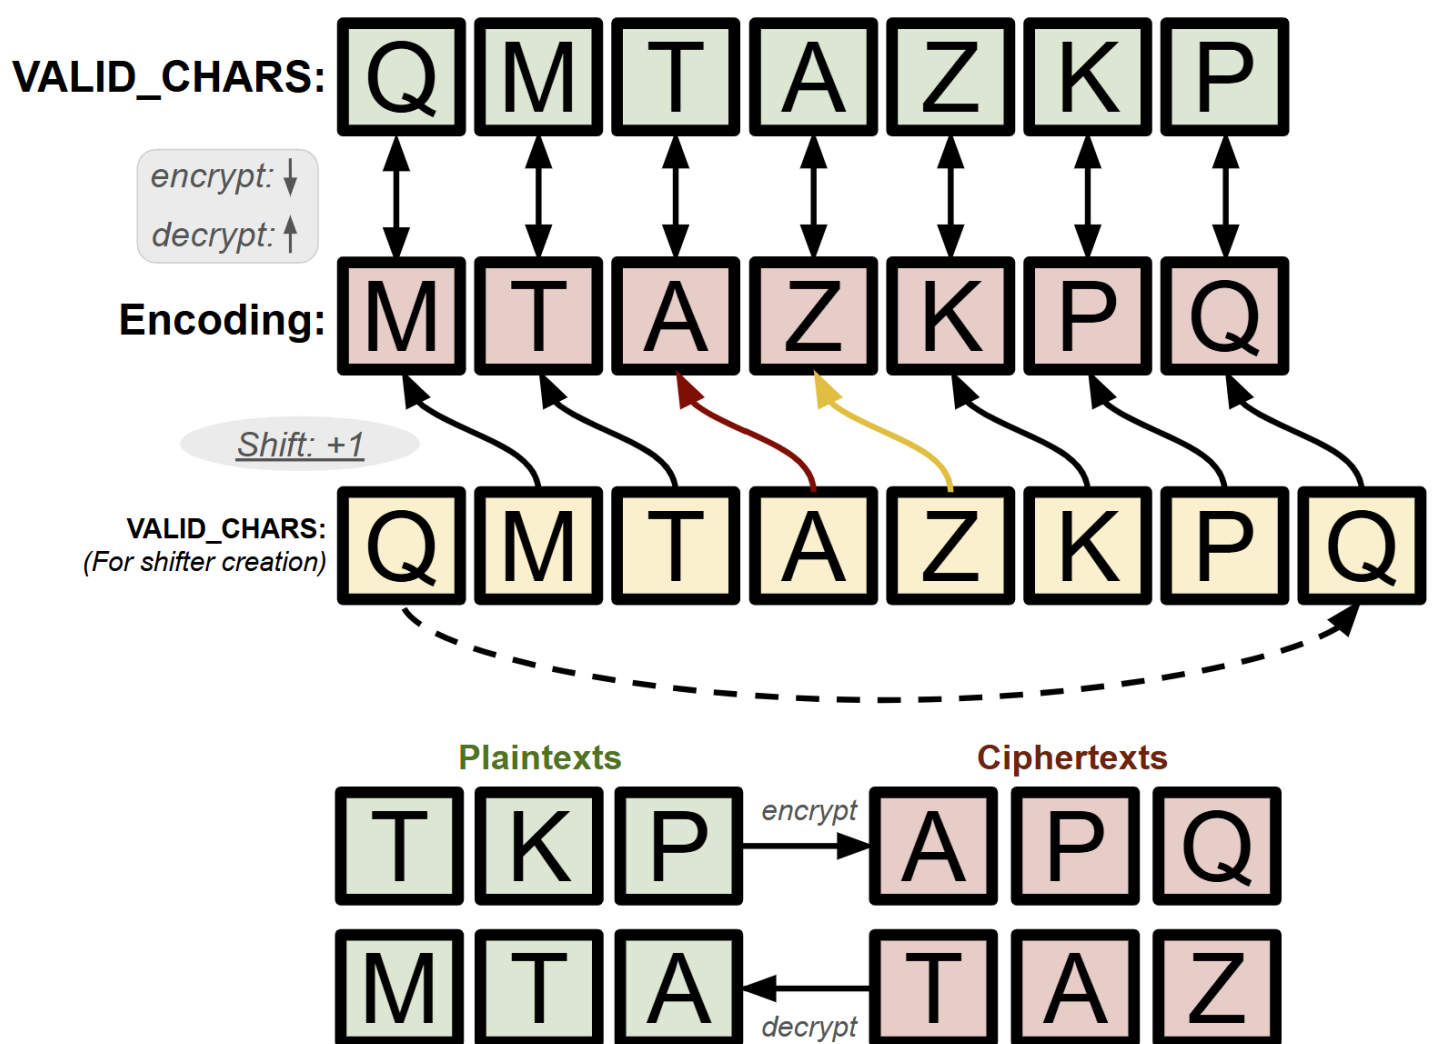 VALID_CHARS: Q M T A Z K P
encrypt:
decrypt:
Encoding: M T A Z K P Q
Shift: +1
VALID_CHARS:
(For shifter creation)
Q M T A Z K P Q
Plaintexts Ciphertexts
T K P encrypt A P Q
M T A decrypt T A Z